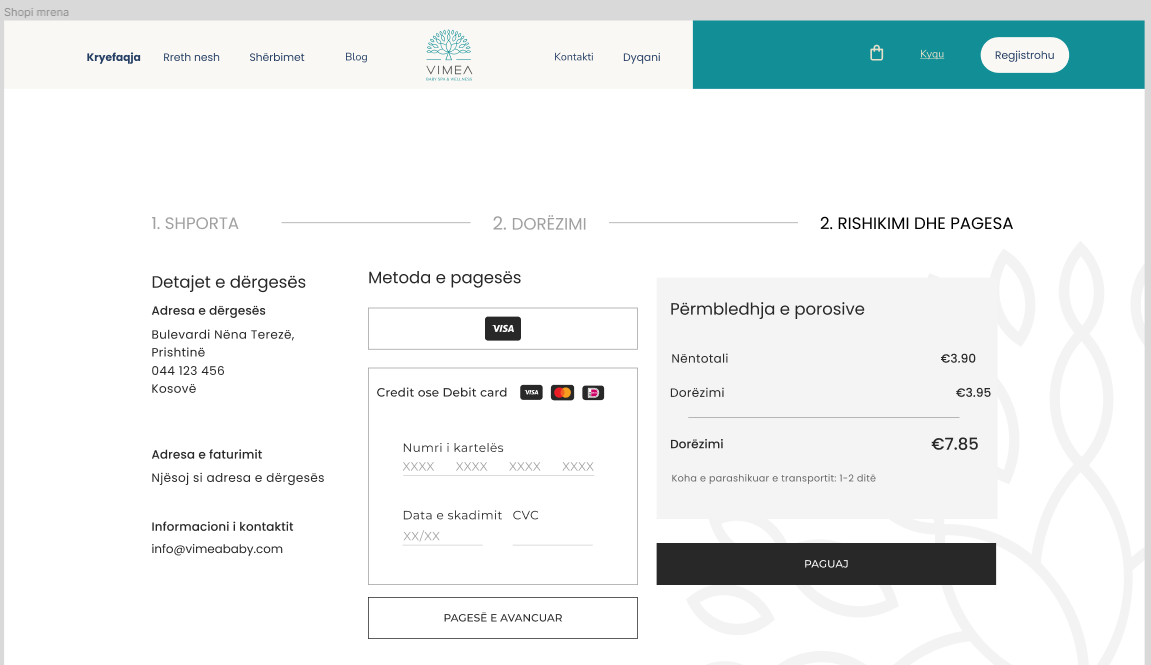 Shopi mrena
Kryefaqja Rreth nesh Shërbimet Blog
VIMEA
BABY SPA & WELLNESS
Kontakti Dyqani
Kyqu Regjistrohu
1. SHPORTA 2. DORËZIMI 2. RISHIKIMI DHE PAGESA
Detajet e dërgesës
Adresa e dërgesës
Bulevardi Nëna Terezë,
Prishtinë
044 123 456
Kosovë
Adresa e faturimit
Njësoj si adresa e dërgesës
Informacioni i kontaktit
info@vimeababy.com
Metoda e pagesës
VISA
Credit ose Debit card VISA
Numri i kartelës
XXXX XXXX XXXX XXXX
Data e skadimit CVC
XX/XX
PAGESË E AVANCUAR
Përmbledhja e porosive
Nëntotali €3.90
Dorëzimi €3.95
Dorëzimi €7.85
Koha e parashikuar e transportit: 1-2 ditë
PAGUAJ